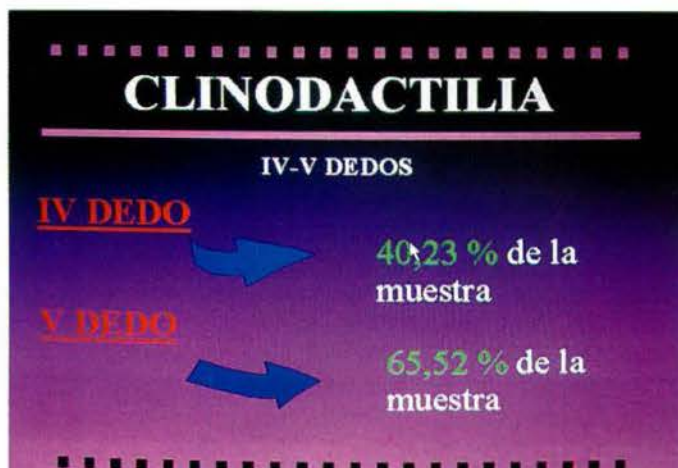 CLINODACTILIA
IV-V DEDOS
IV DEDO
40,23 % de la
muestra
V DEDO
65,52 % de la
muestra